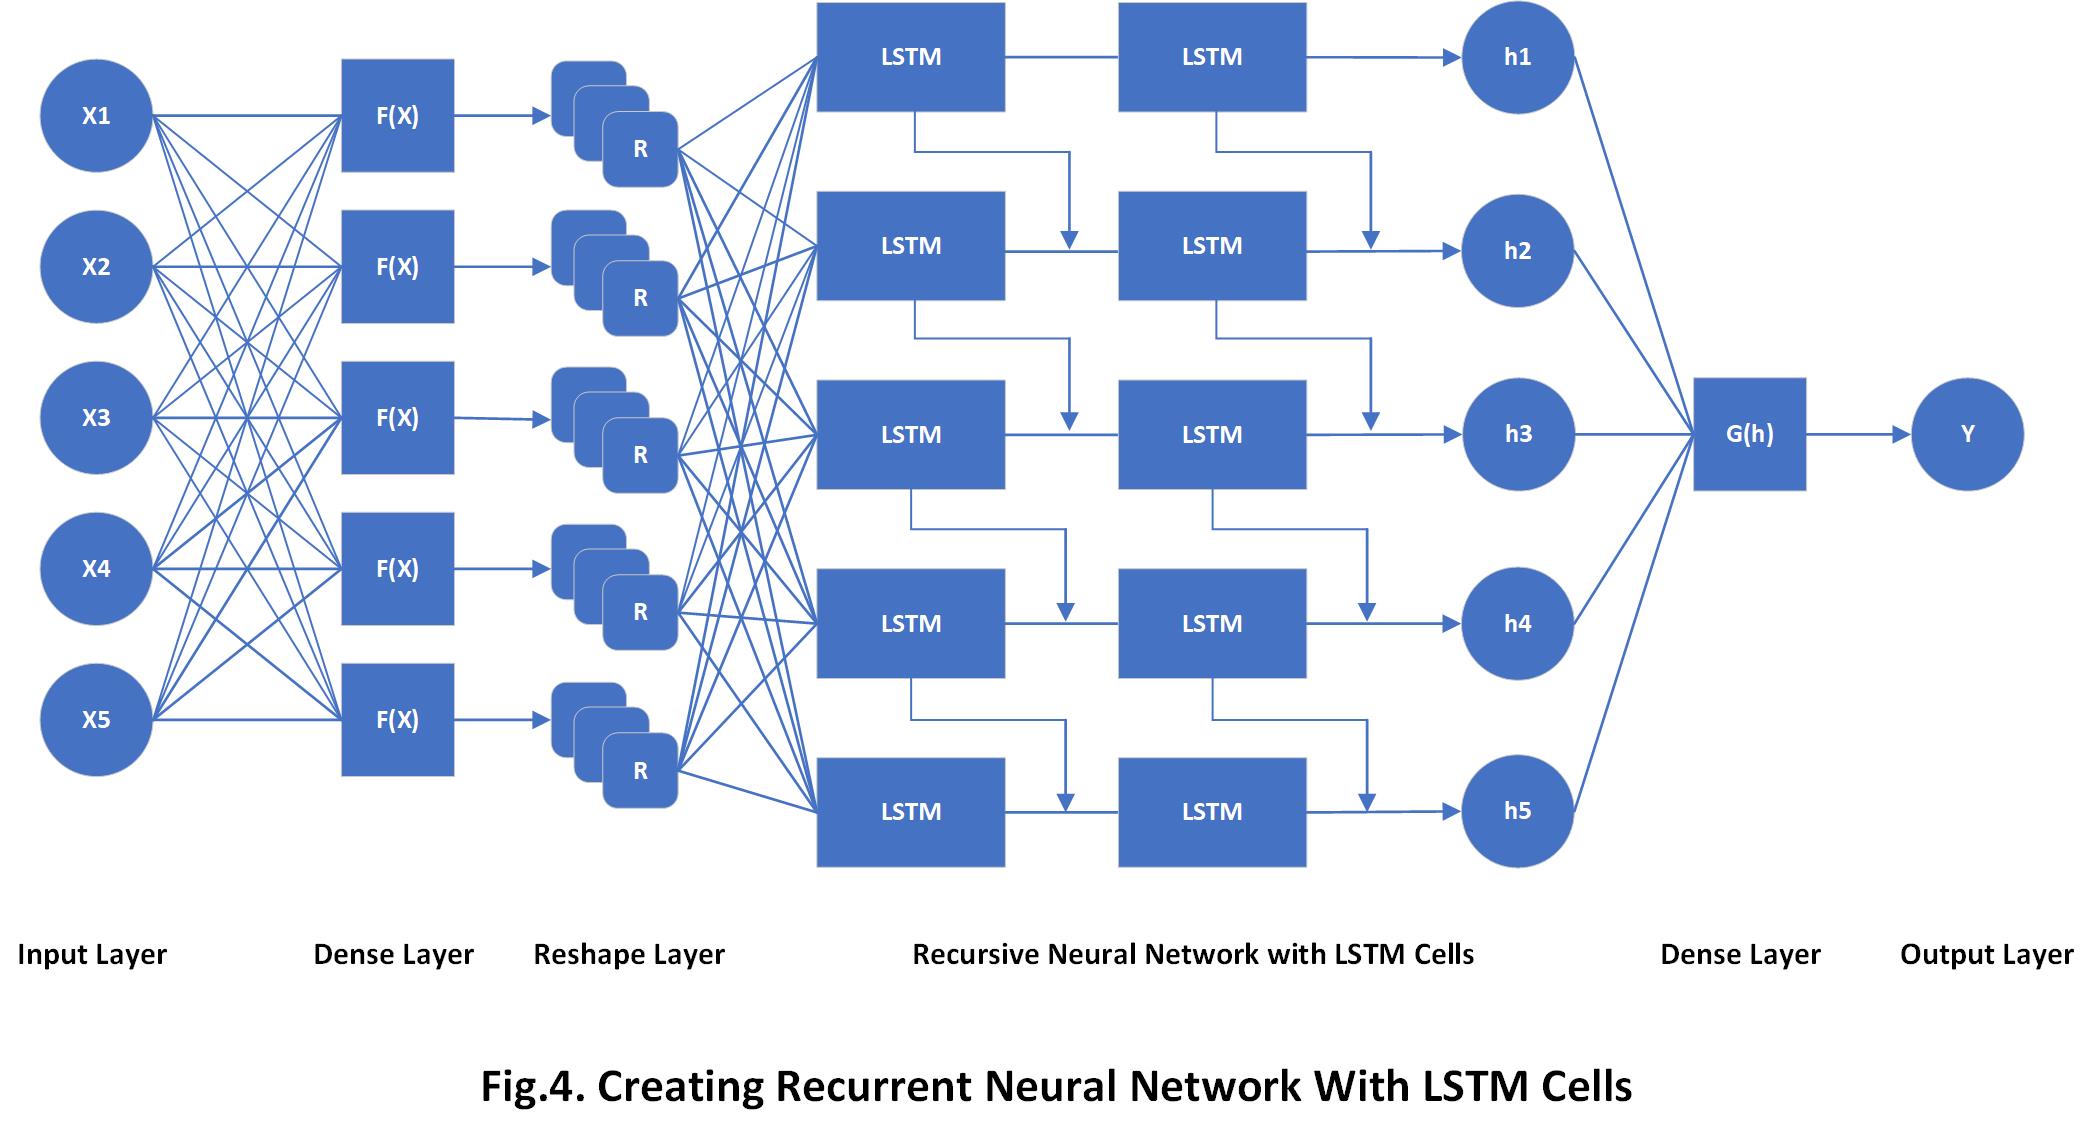 LSTM LSTM h1
X1 F(X) R
LSTM LSTM h2
X2 F(X) R
X3 F(X) R LSTM LSTM h3 G(h) Y
X4 F(X) R LSTM LSTM h4
X5 F(X) R LSTM LSTM h5
Input Layer Dense Layer Reshape Layer Recursive Neural Network with LSTM Cells Dense Layer Output Layer
Fig.4. Creating Recurrent Neural Network With LSTM Cells